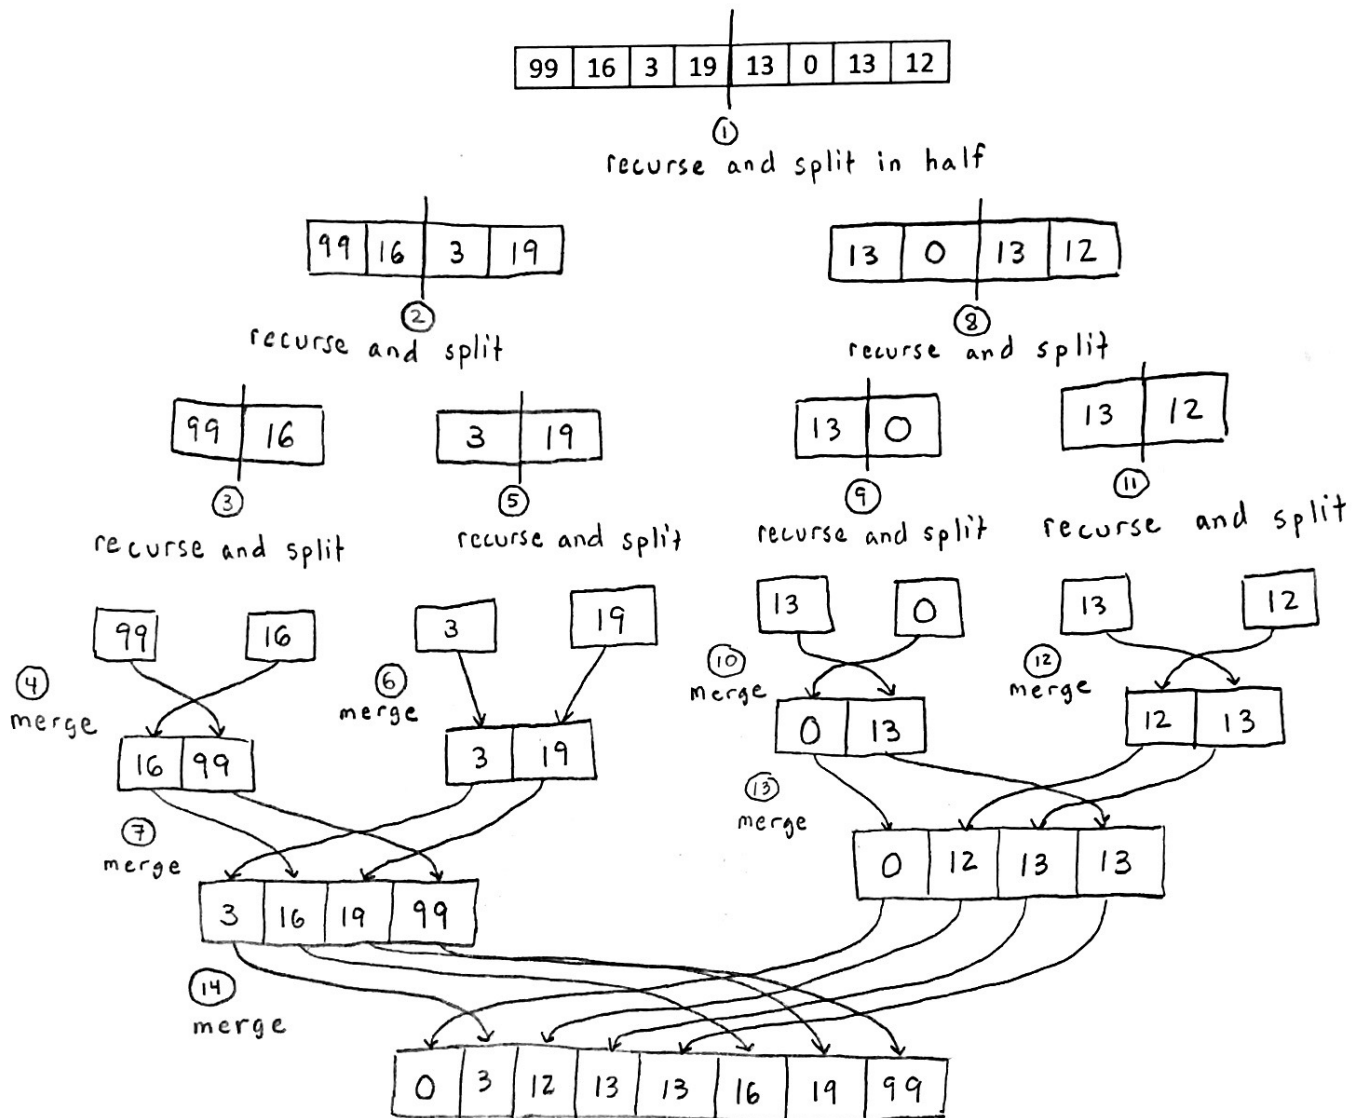 99 16 3 19 13 0 13 12
1
recurse and split in half
99 16 3 19
13 0 13 12
2
8
recurse and split
recurse and split
99 16
3 19
13 0
13 12
3
5
9
11
recurse and split
recurse and split
recurse and split
recurse and split
99
16
3
19
13
0
13
12
4
merge
6
merge
10
merge
12
merge
16 99
3 19
0 13
12 13
7
merge
13
merge
3 16 19 99
0 12 13 13
14
merge
0 3 12 13 13 16 19 99